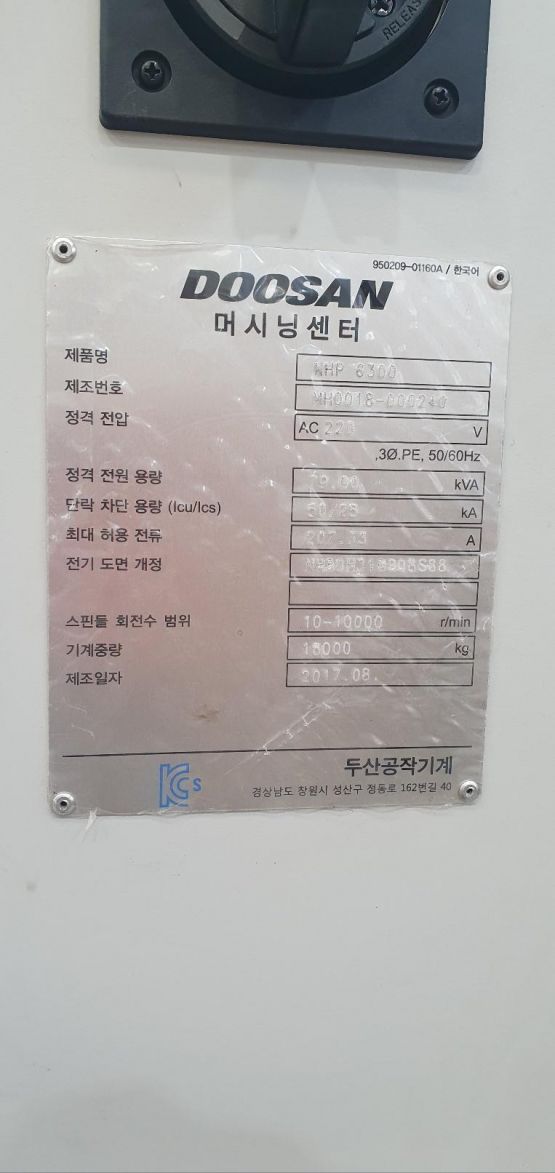 RELEAS
950209-01160A / 한국어
DOOSAN
머시닝센터
제품명 NHP 6300
제조번호
정격 전압 AC 220 V
,3Ø.PE, 50/60Hz
정격 전원 용량 kVA
단락 차단 용량 (Icu/Ics) 50/25 kA
최대 허용 전류 A
전기 도면 개정
스핀들 회전수 범위 10-10000 r/min
기계중량 kg
제조일자 2017.08.
두산공작기계
KCs 경상남도 창원시 성산구 정동로 162번길 40